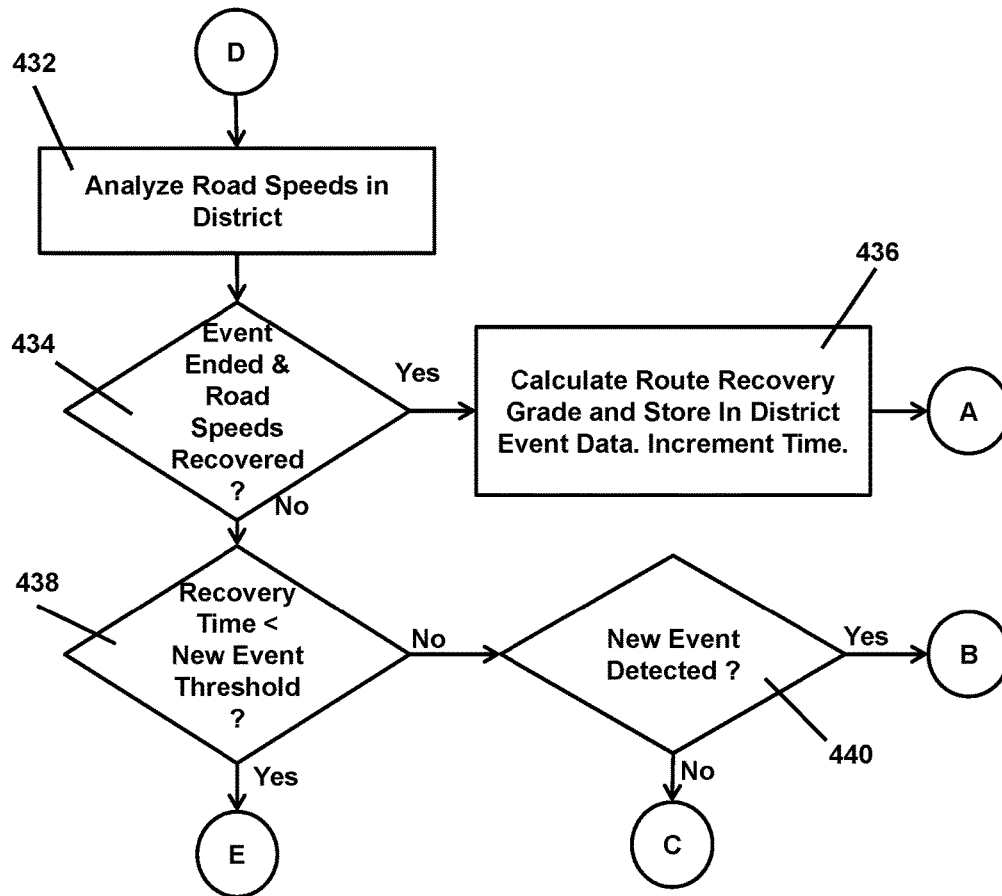 D
432
Analyze Road Speeds in
District
436
434
Event
Ended &
Road
Speeds
Recovered
?
Yes
No
Calculate Route Recovery
Grade and Store In District
Event Data. Increment Time.
A
438
Recovery
Time <
New Event
Threshold
?
No
Yes
New Event
Detected ?
Yes
B
440
No
E
C